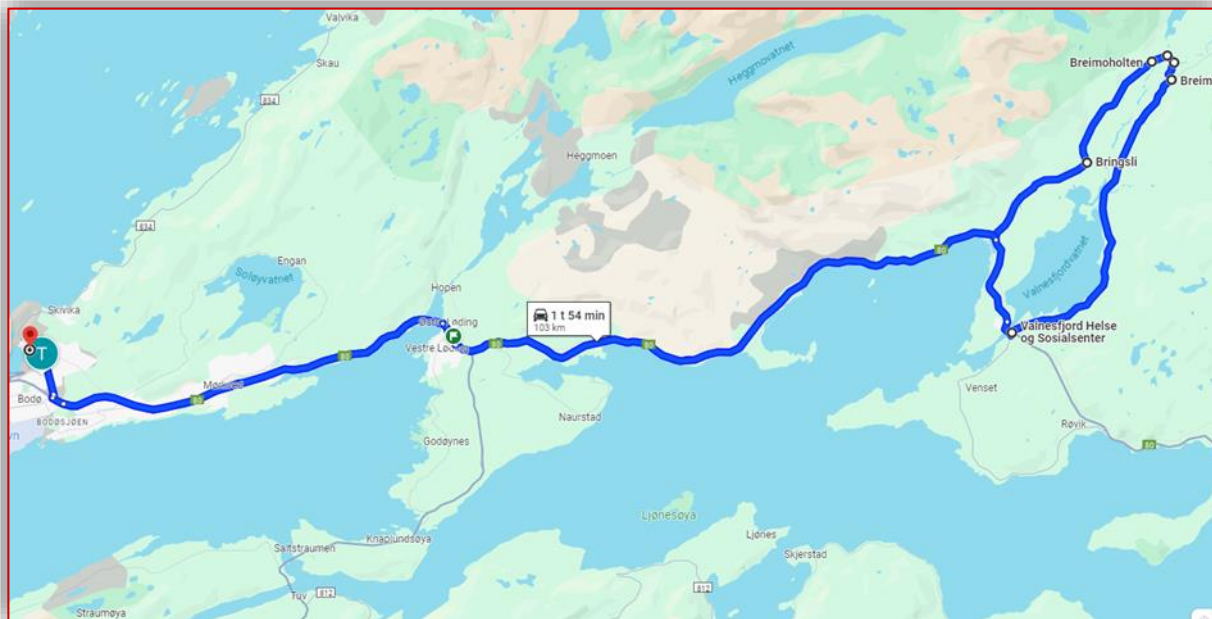 Valvika
Skau
834
Heggmovatnet
Breimoholten
Breim
Heggmoen
Bringsli
834
Engan
Soløyvatnet
80
Valnesfjordvatnet
Skivika
Hopen
1 t 54 min
103 km
Østre Løding
Vestre Løding
80
80
80
Valnesfjord Helse
og Sosialsenter
T
Mørkved
80
Bodø
BODØSJØEN
Venset
Naurstad
Røvik
Godøynes
80
Ljønesøya
Ljønes
Knaplundsøya
Saltstraumen
Skjerstad
812
Tuv
812
Straumøya